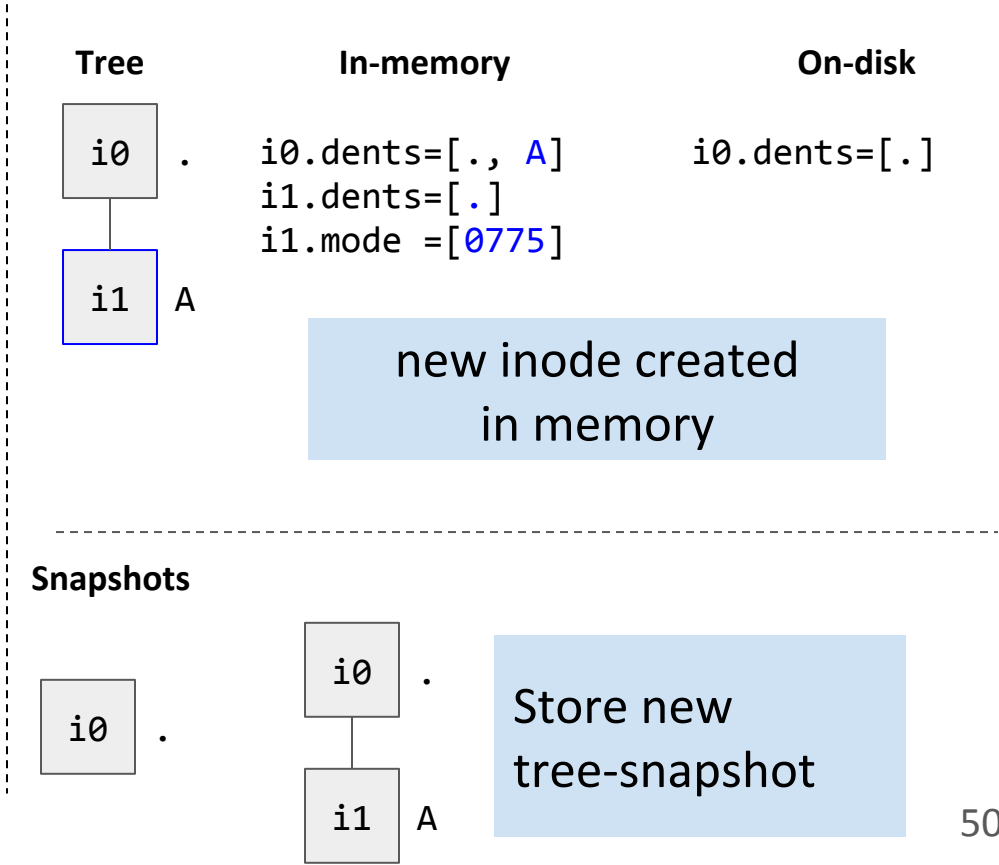 Tree
In-memory
On-disk
i0
.
i0.dents=[., A]
i0.dents=[.]
i1.dents=[.]
i1.mode =[0775]
i1
A
new inode created
in memory
Snapshots
i0
.
i0
.
i1
A
Store new
tree-snapshot
50